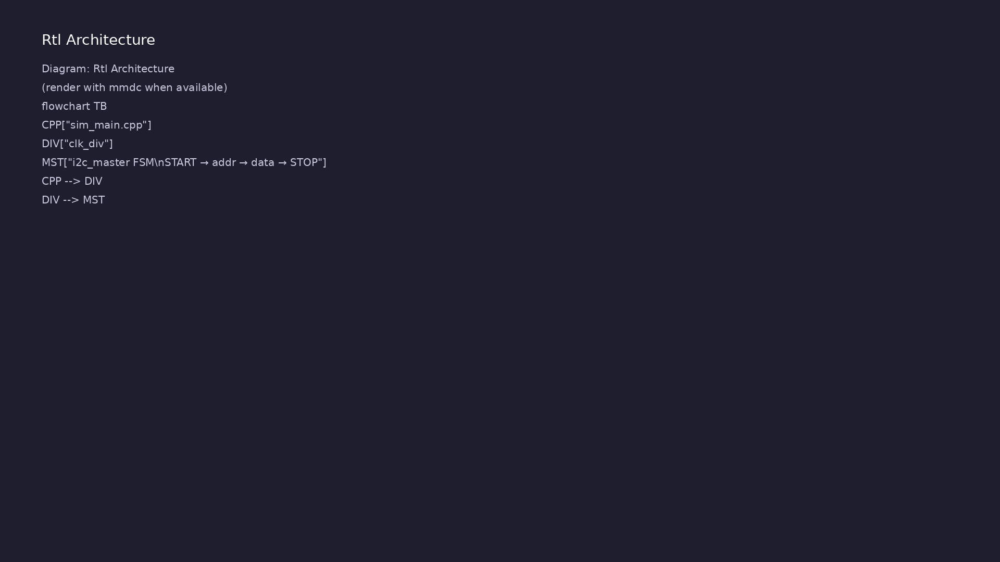 Rtl Architecture
Diagram: Rtl Architecture
(render with mmdc when available)
flowchart TB
CPP["sim_main.cpp"]
DIV["clk_div"]
MST["i2c_master FSM\nSTART → addr → data → STOP"]
CPP --> DIV
DIV --> MST